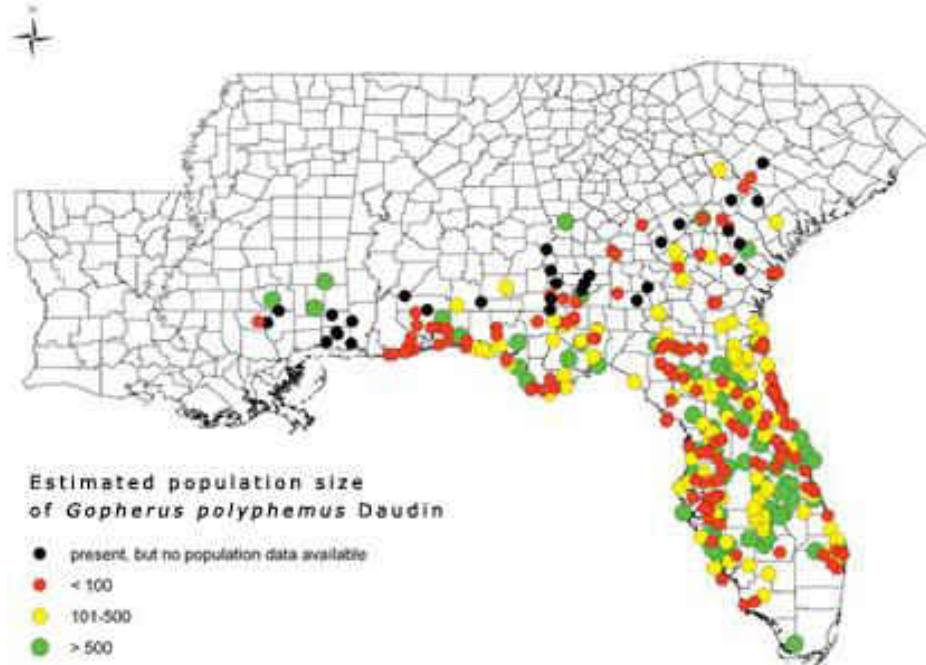 Estimated population size
of Gopherus polyphemus Daudin
present, but no population data available
< 100
101-500
> 500